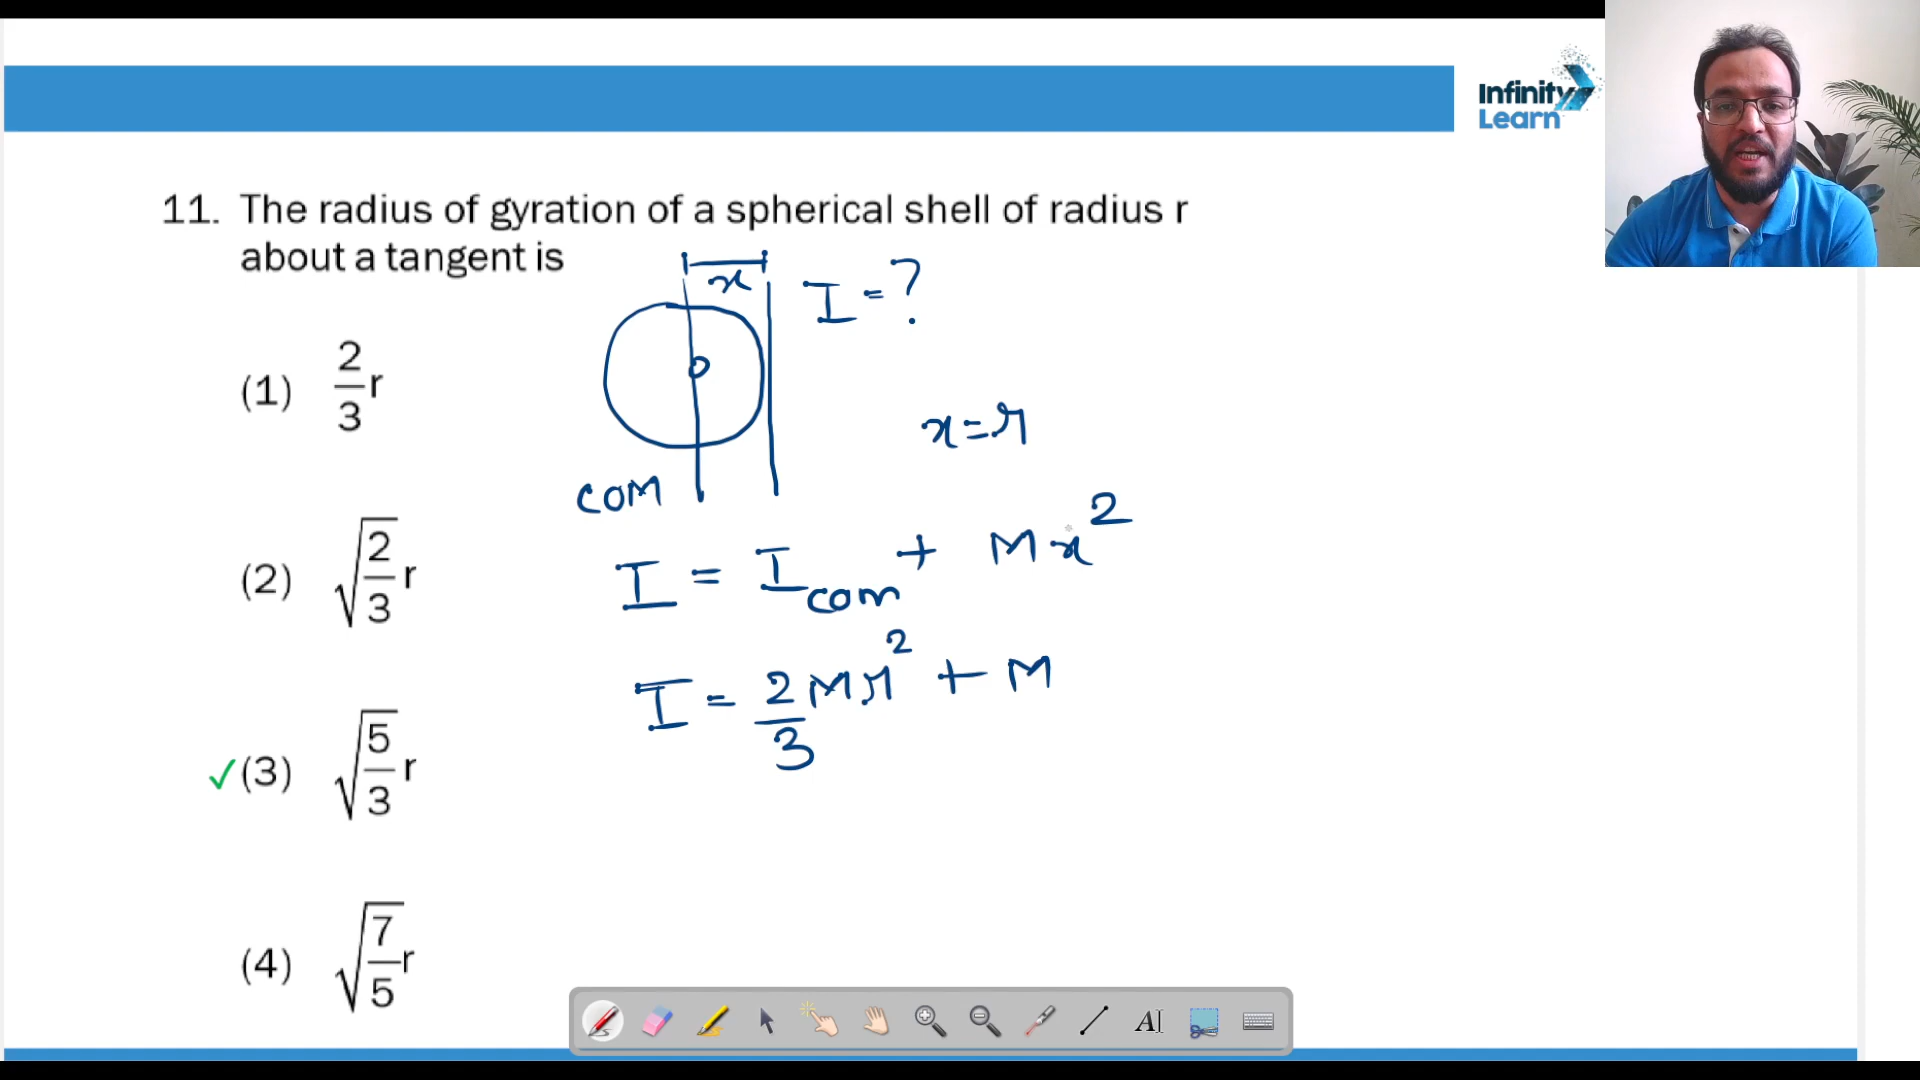 Infinity
Learn
11. The radius of gyration of a spherical shell of radius r
about a tangent is
x
I = ?
(1) 2/3 r
x = r
COM
(2) √(2/3) r
I = I_com + Mx²
I = 2/3 Mr² + M
✓(3) √(5/3) r
(4) √(7/5) r
AI